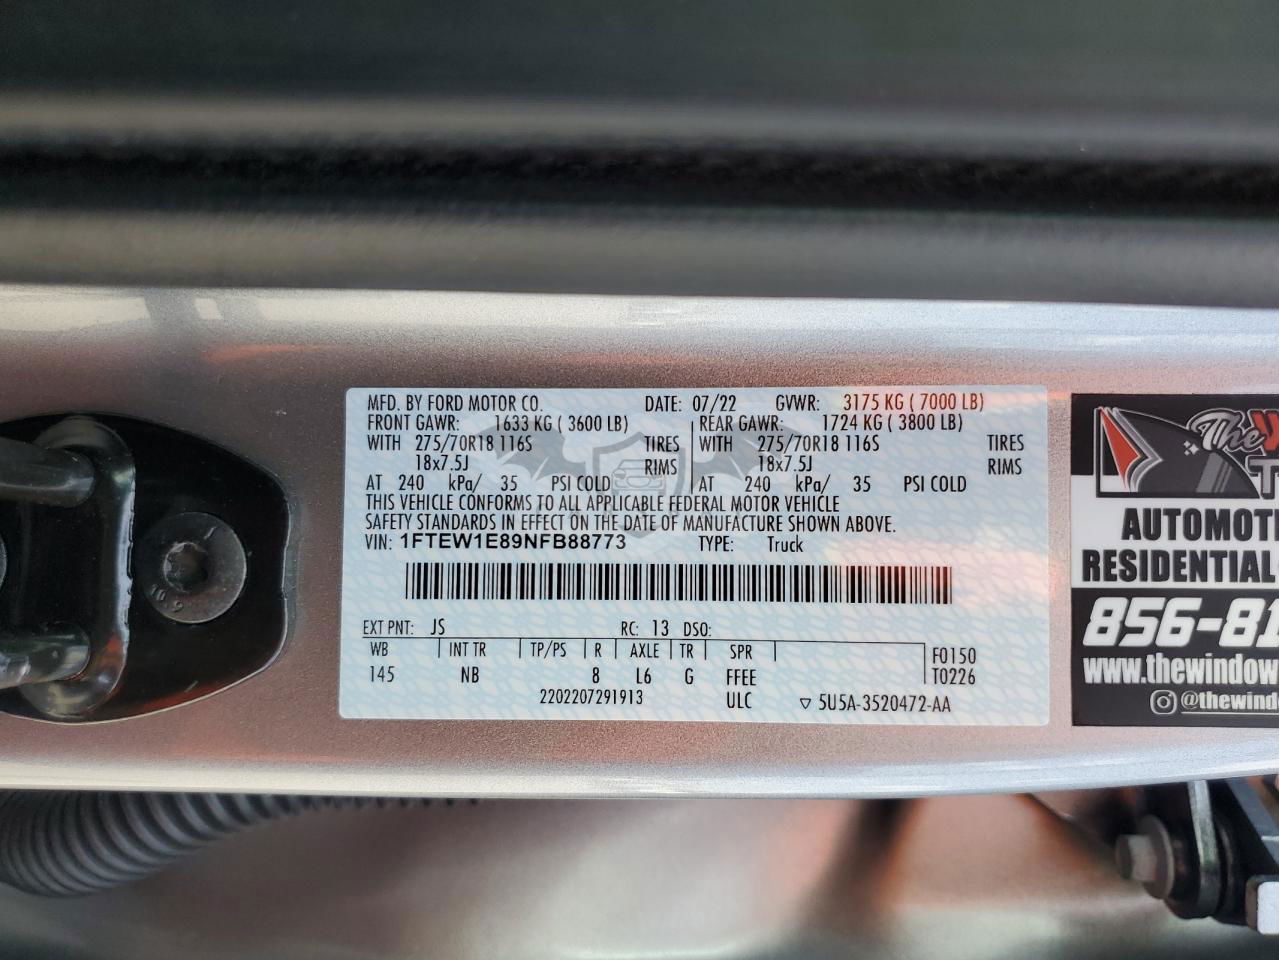 MFD. BY FORD MOTOR CO. DATE: 07/22 GVWR: 3175 KG ( 7000 LB)
FRONT GAWR: 1633 KG ( 3600 LB) REAR GAWR: 1724 KG ( 3800 LB)
WITH 275/70R18 116S TIRES WITH 275/70R18 116S TIRES
18x7.5J RIMS 18x7.5J RIMS
AT 240 kPa/ 35 PSI COLD AT 240 kPa/ 35 PSI COLD
THIS VEHICLE CONFORMS TO ALL APPLICABLE FEDERAL MOTOR VEHICLE
SAFETY STANDARDS IN EFFECT ON THE DATE OF MANUFACTURE SHOWN ABOVE.
VIN: 1FTEW1E89NFB88773 TYPE: Truck
EXT PNT: JS RC: 13 DSO:
WB INT TR TP/PS R AXLE TR SPR F0150
145 NB 8 L6 G FFEE T0226
2202207291913 ULC ▽ 5U5A-3520472-AA
10.9
The
AUTOMOTI
RESIDENTIAL
856-81
www.thewindow
@thewind